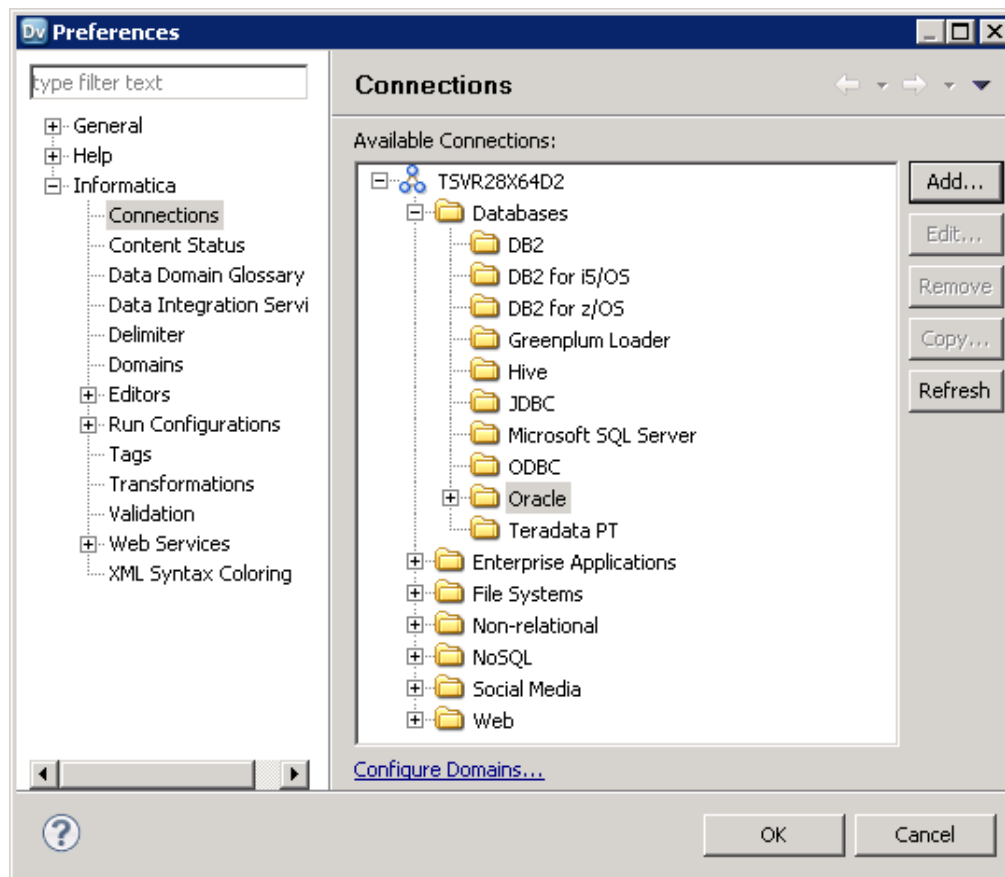 Dv Preferences
type filter text
General
Help
Informatica
Connections
Content Status
Data Domain Glossary
Data Integration Servi
Delimiter
Domains
Editors
Run Configurations
Tags
Transformations
Validation
Web Services
XML Syntax Coloring
Connections
Available Connections:
TSVR28X64D2
Databases
DB2
DB2 for i5/OS
DB2 for z/OS
Greenplum Loader
Hive
JDBC
Microsoft SQL Server
ODBC
Oracle
Teradata PT
Enterprise Applications
File Systems
Non-relational
NoSQL
Social Media
Web
Add...
Edit...
Remove
Copy...
Refresh
Configure Domains...
?
OK
Cancel